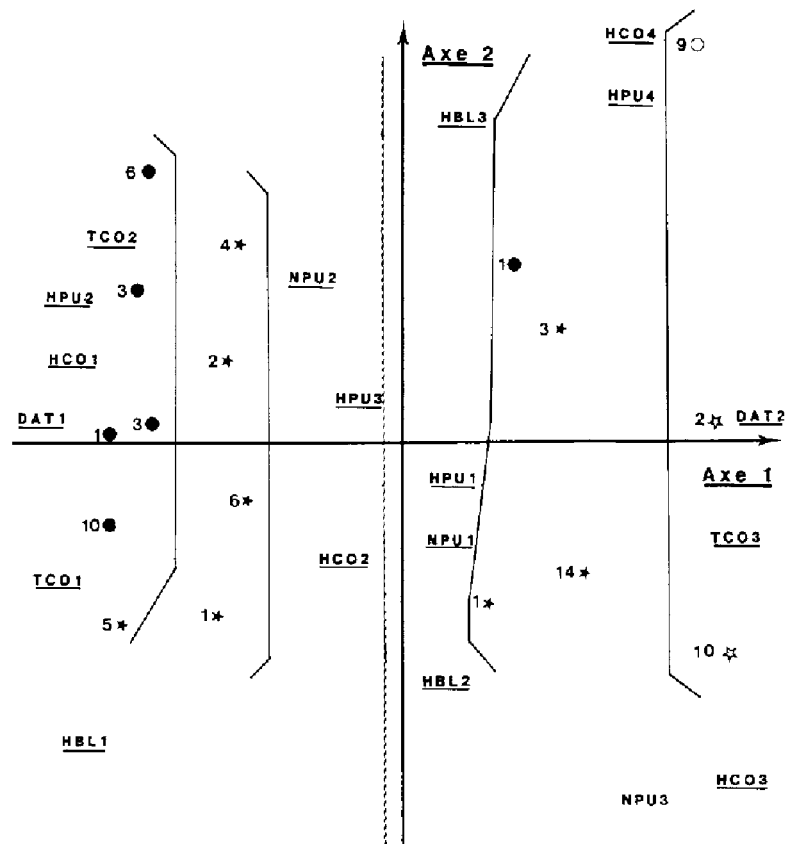 HCO4
9
Axe 2
HPU4
HBL3
6
TCO2
4
1
NPU2
HPU2
3
3
HCO1
2
HPU3
DAT1
1
3
2
DAT2
Axe 1
HPU1
6
10
NPU1
TCO3
HCO2
14
TCO1
1
5
1
10
HBL2
HBL1
HCO3
NPU3